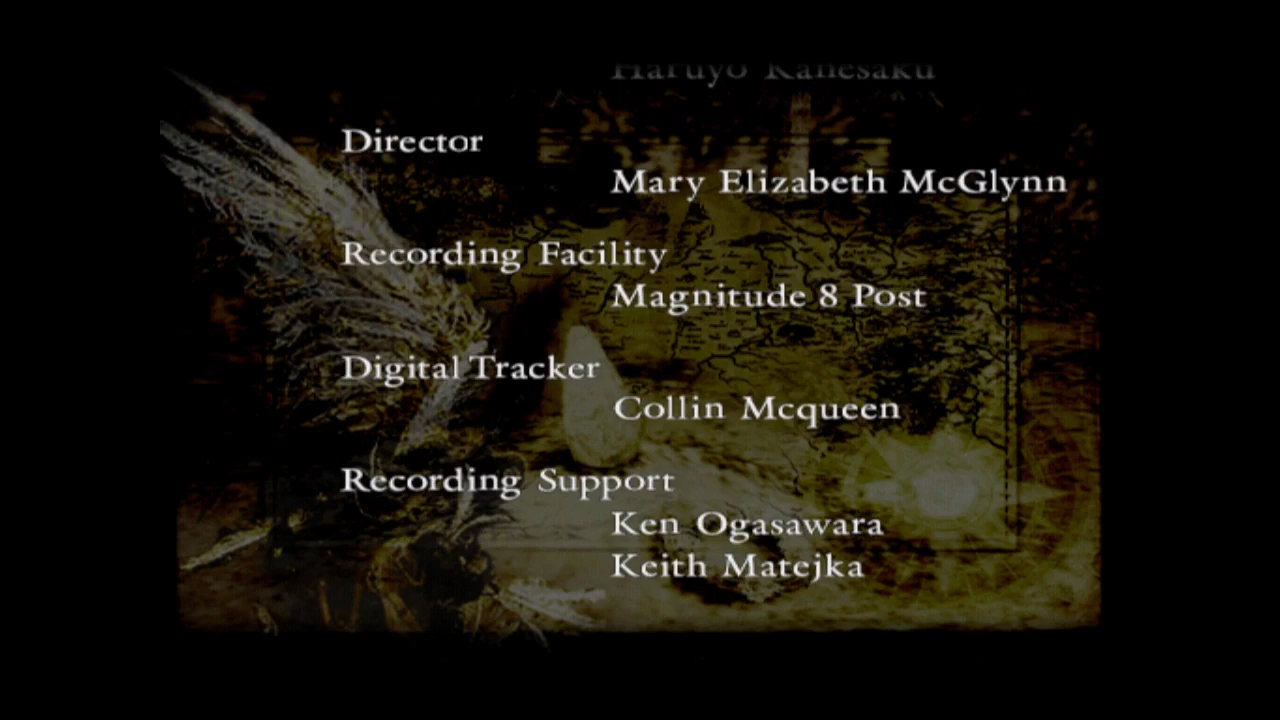 Haruyo Kanesaku
Director
Mary Elizabeth McGlynn
Recording Facility
Magnitude 8 Post
Digital Tracker
Collin Mcqueen
Recording Support
Ken Ogasawara
Keith Matejka